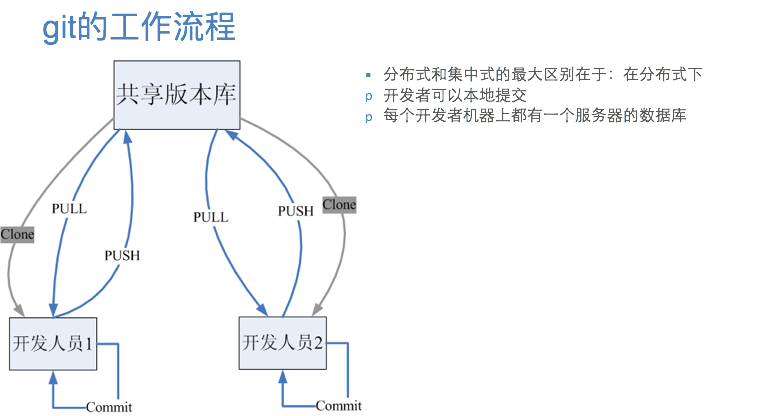 git的工作流程
共享版本库
▪ 分布式和集中式的最大区别在于：在分布式下
p 开发者可以本地提交
p 每个开发者机器上都有一个服务器的数据库
Clone
PULL
PUSH
PULL
PUSH
Clone
开发人员1
开发人员2
Commit
Commit